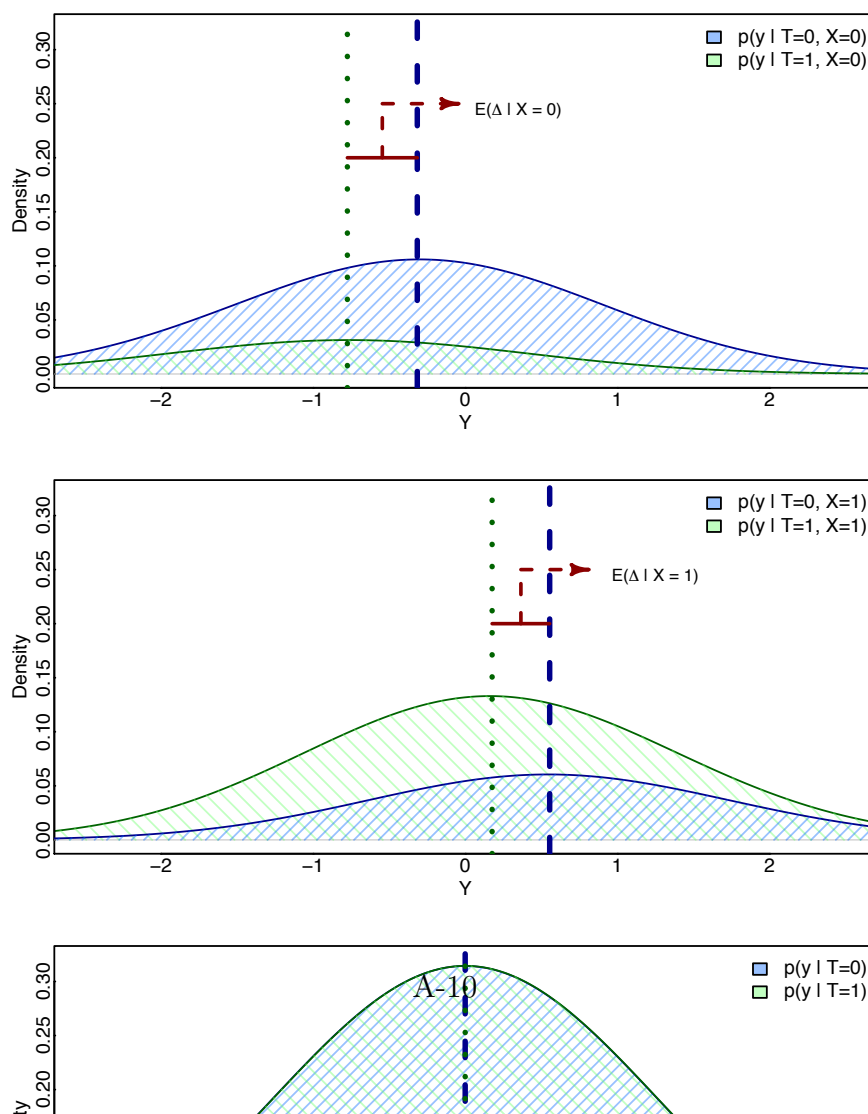 p(y | T=0, X=0)
p(y | T=1, X=0)
E(Δ | X = 0)
Density
0.00 0.05 0.10 0.15 0.20 0.25 0.30
−2 −1 0 1 2
Y
p(y | T=0, X=1)
p(y | T=1, X=1)
E(Δ | X = 1)
Density
0.00 0.05 0.10 0.15 0.20 0.25 0.30
−2 −1 0 1 2
Y
p(y | T=0)
p(y | T=1)
A-10
0.20 0.25 0.30